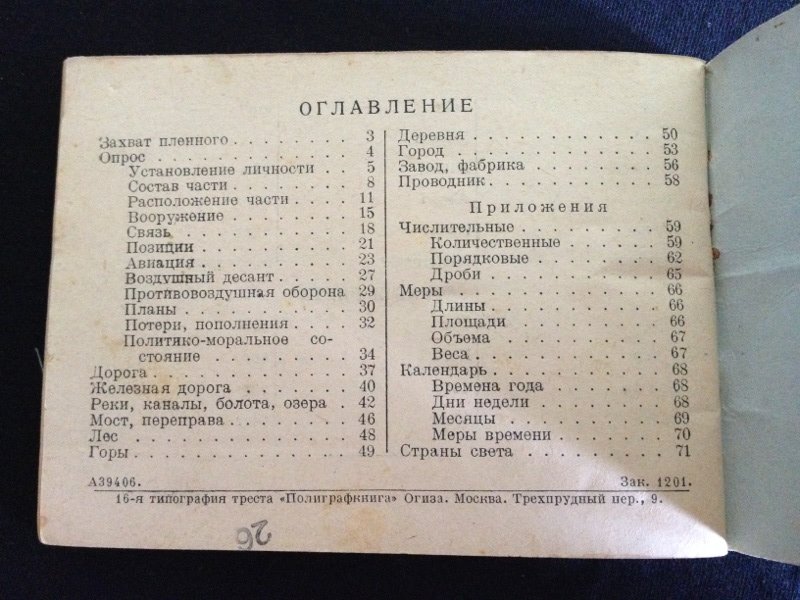 ОГЛАВЛЕНИЕ
Захват пленного . . . . . . . . 3
Опрос . . . . . . . . . . . . . 4
Установление личности . . 5
Состав части . . . . . . . . 8
Расположение части . . . . 11
Вооружение . . . . . . . . 15
Связь . . . . . . . . . . . 18
Позиции . . . . . . . . . . 21
Авиация . . . . . . . . . . 23
Воздушный десант . . . . . 27
Противовоздушная оборона 29
Планы . . . . . . . . . . . 30
Потери, пополнения . . . . 32
Политико-моральное со-
стояние . . . . . . . . . 34
Дорога . . . . . . . . . . . . 37
Железная дорога . . . . . . . 40
Реки, каналы, болота, озера . 42
Мост, переправа . . . . . . . . 46
Лес . . . . . . . . . . . . . 48
Горы . . . . . . . . . . . . . 49
Деревня . . . . . . . . . . . 50
Город . . . . . . . . . . . . 53
Завод, фабрика . . . . . . . . 56
Проводник . . . . . . . . . . 58
Приложения
Числительные . . . . . . . . . 59
Количественные . . . . . . 59
Порядковые . . . . . . . . 62
Дроби . . . . . . . . . . . 65
Меры . . . . . . . . . . . . . 66
Длины . . . . . . . . . . . 66
Площади . . . . . . . . . . 66
Объема . . . . . . . . . . 67
Веса . . . . . . . . . . . . 67
Календарь . . . . . . . . . . . 68
Времена года . . . . . . . 68
Дни недели . . . . . . . . 68
Месяцы . . . . . . . . . . 69
Меры времени . . . . . . . 70
Страны света . . . . . . . . . 71
А39406. Зак. 1201.
16-я типография треста «Полиграфкнига» Огиза. Москва. Трехпрудный пер., 9.
26